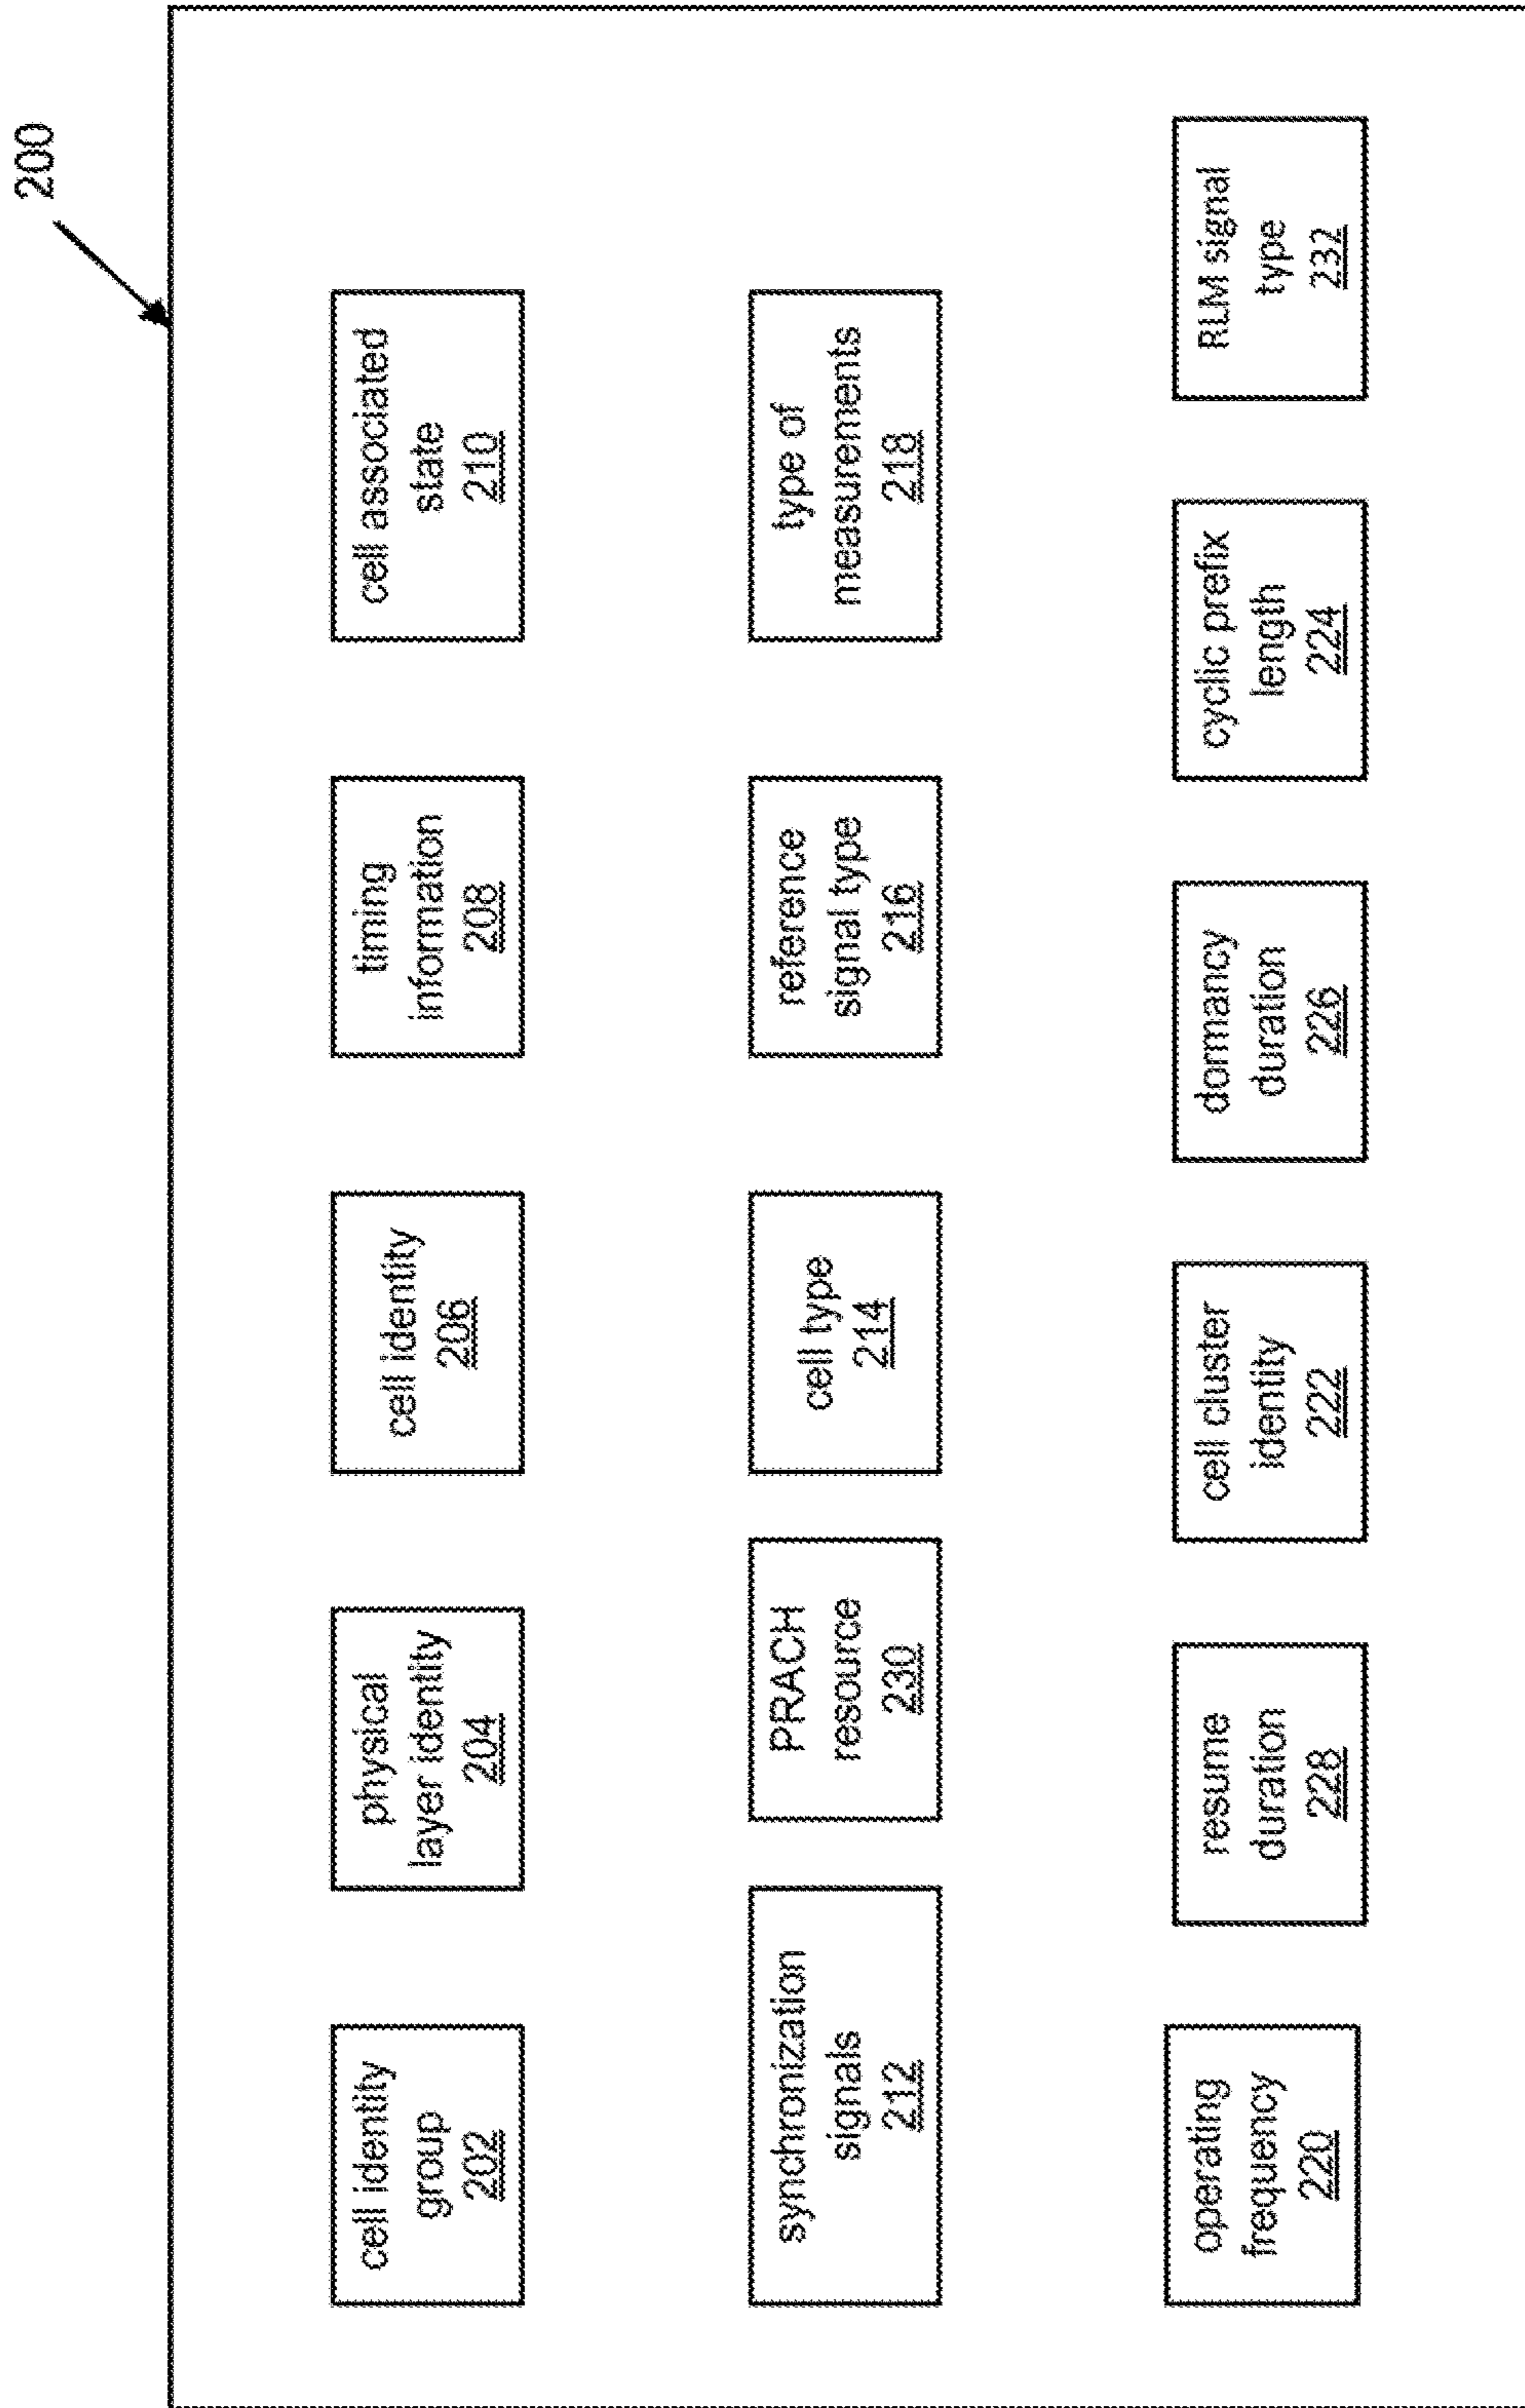 200
cell identity
group
202
physical
layer identity
204
cell identity
206
timing
information
208
cell associated
state
210
synchronization
signals
212
PRACH
resource
230
cell type
214
reference
signal type
216
type of
measurements
218
operating
frequency
220
resume
duration
228
cell cluster
identity
222
domancy
duration
226
cyclic prefix
length
224
RLM signal
type
232